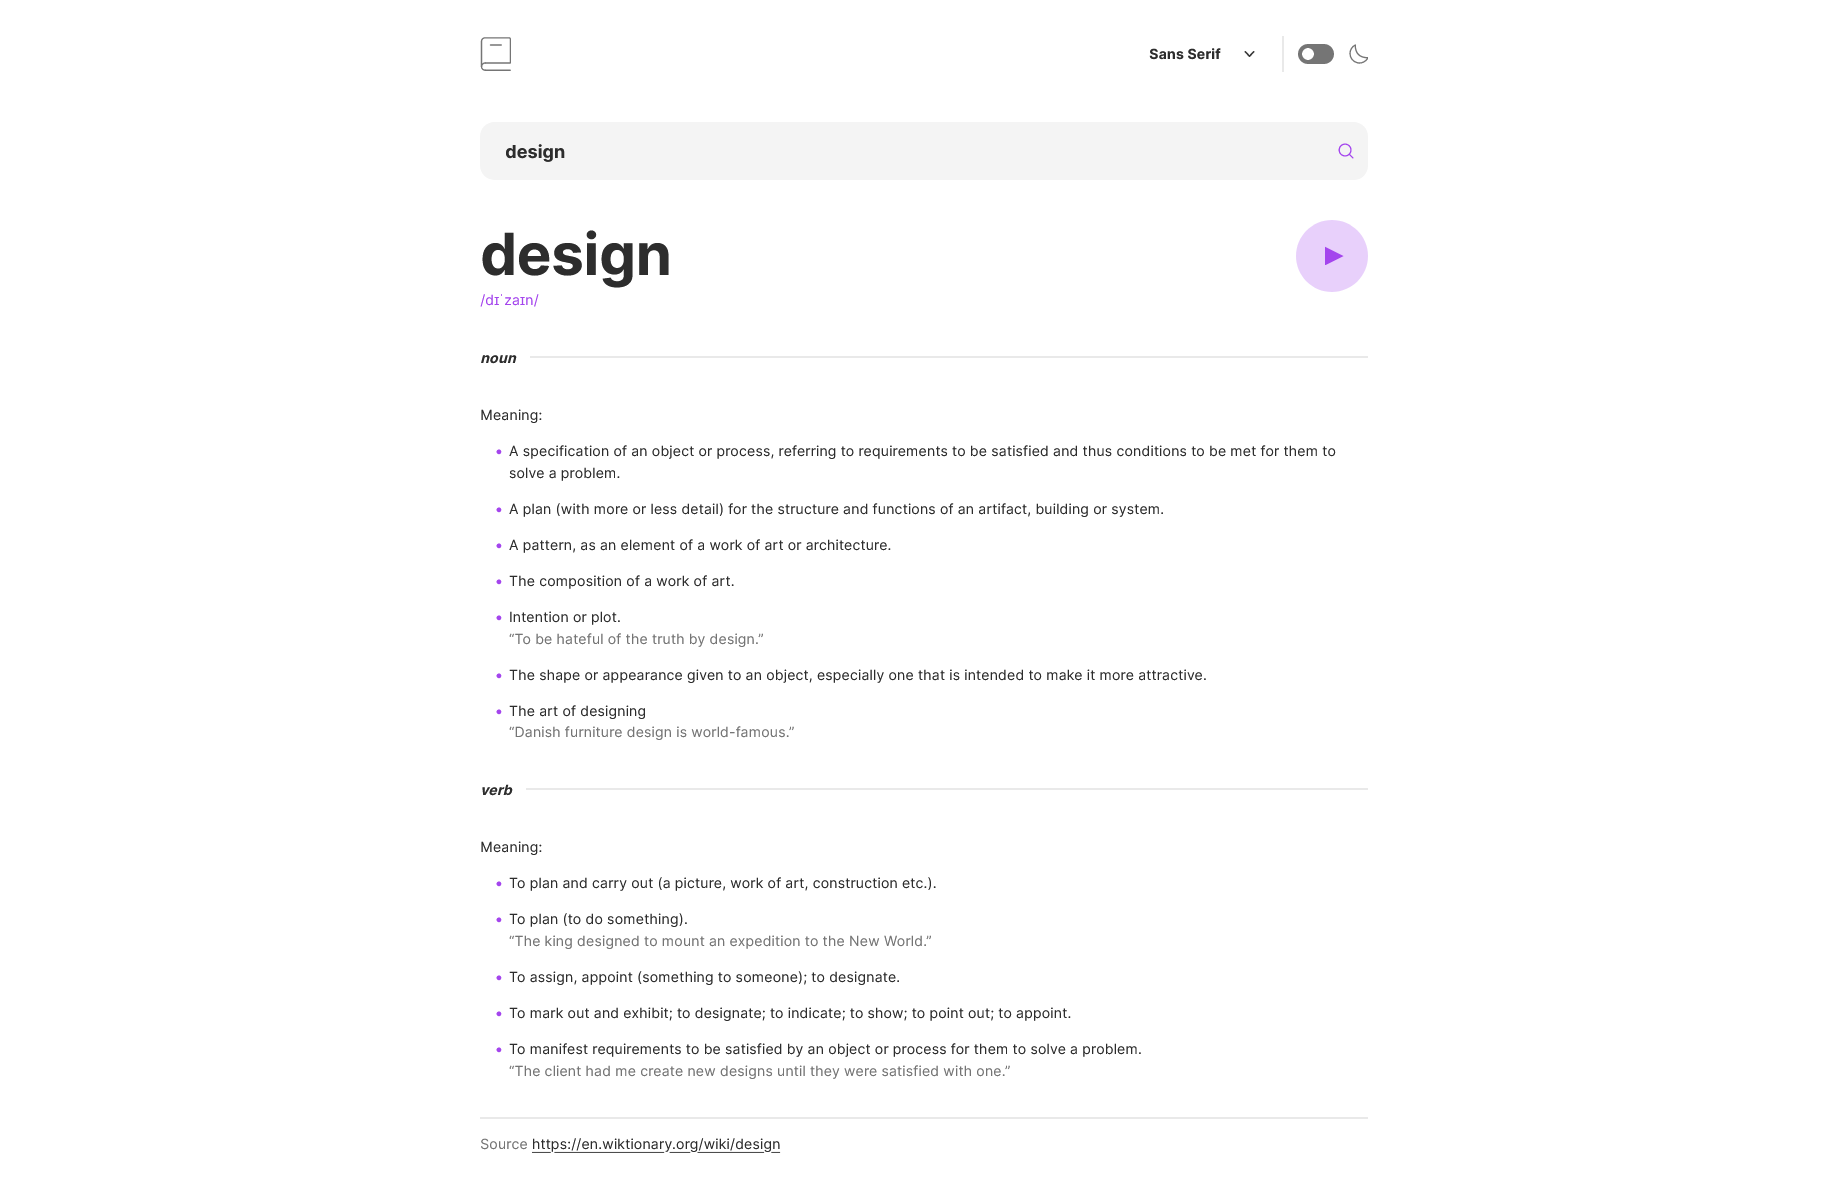 Sans Serif
design
design
/dɪˈzaɪn/
noun
Meaning:
A specification of an object or process, referring to requirements to be satisfied and thus conditions to be met for them to
solve a problem.
A plan (with more or less detail) for the structure and functions of an artifact, building or system.
A pattern, as an element of a work of art or architecture.
The composition of a work of art.
Intention or plot.
“To be hateful of the truth by design.”
The shape or appearance given to an object, especially one that is intended to make it more attractive.
The art of designing
“Danish furniture design is world-famous.”
verb
Meaning:
To plan and carry out (a picture, work of art, construction etc.).
To plan (to do something).
“The king designed to mount an expedition to the New World.”
To assign, appoint (something to someone); to designate.
To mark out and exhibit; to designate; to indicate; to show; to point out; to appoint.
To manifest requirements to be satisfied by an object or process for them to solve a problem.
“The client had me create new designs until they were satisfied with one.”
Source https://en.wiktionary.org/wiki/design